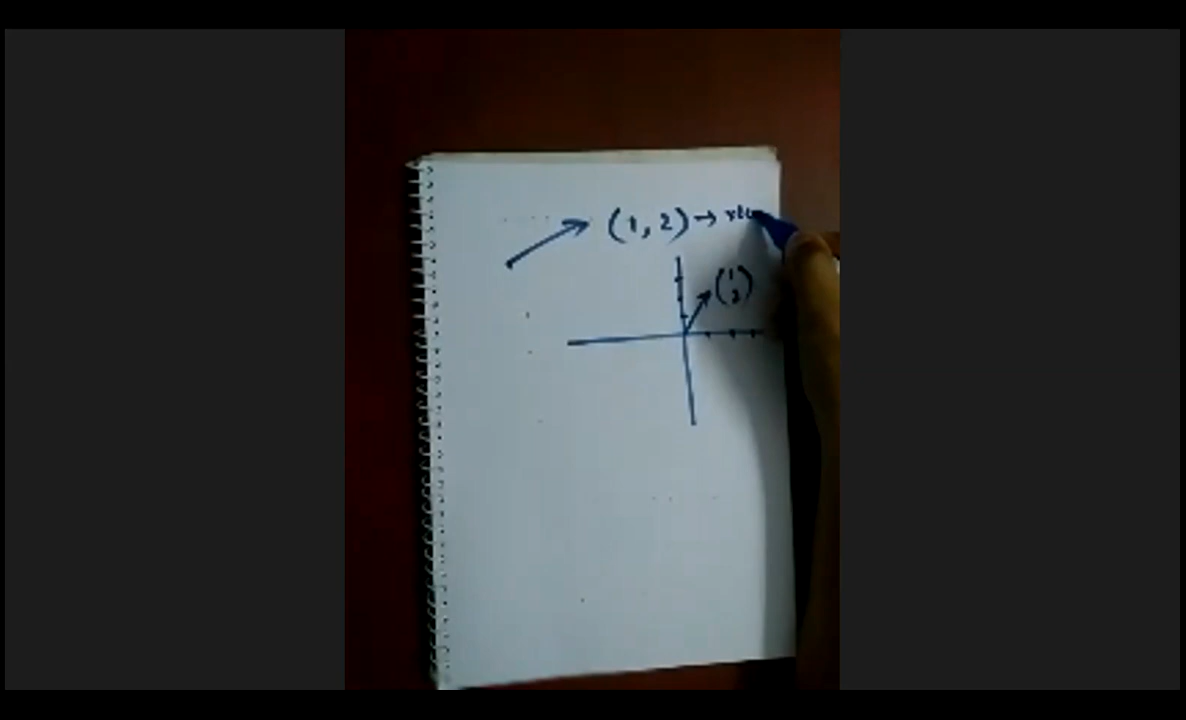 (1, 2) →
(1
2)